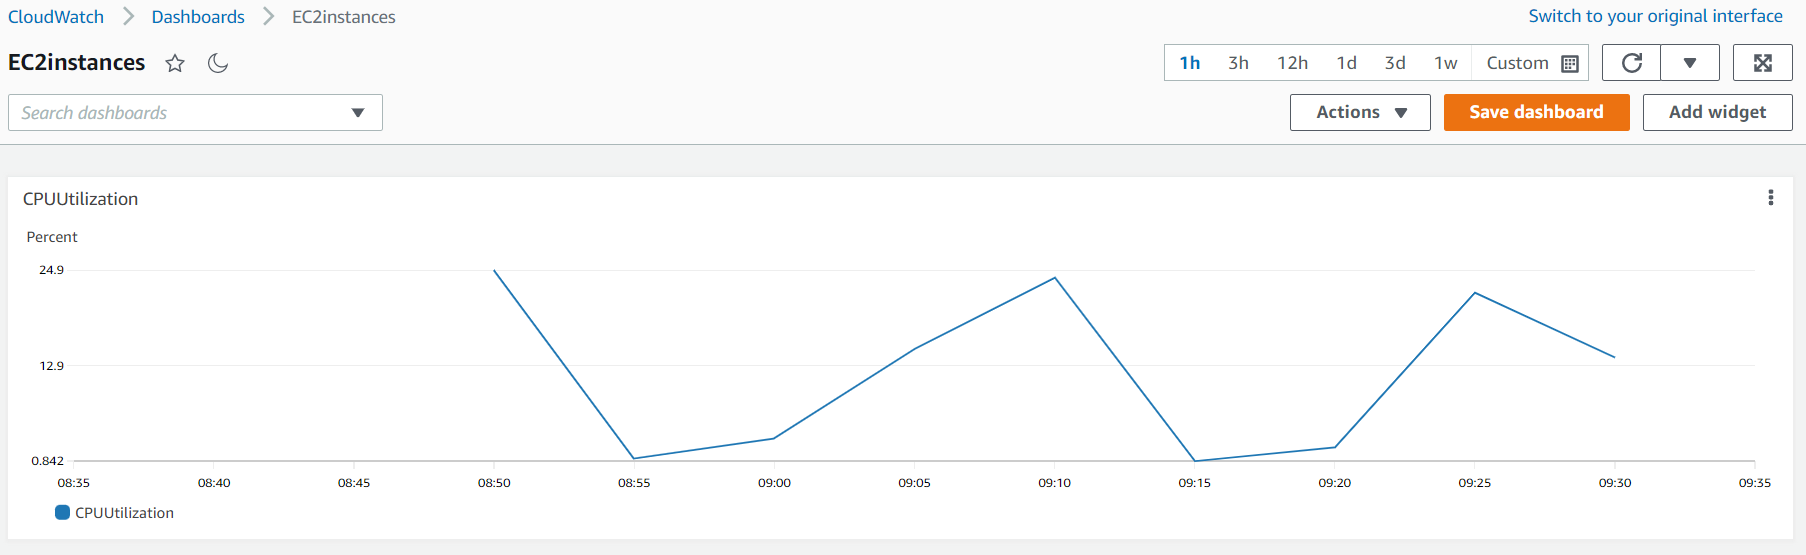 CloudWatch > Dashboards > EC2instances
Switch to your original interface
EC2instances
1h 3h 12h 1d 3d 1w Custom
Search dashboards
Actions
Save dashboard
Add widget
CPUUtilization
Percent
24.9
12.9
0.842
08:35 08:40 08:45 08:50 08:55 09:00 09:05 09:10 09:15 09:20 09:25 09:30 09:35
CPUUtilization